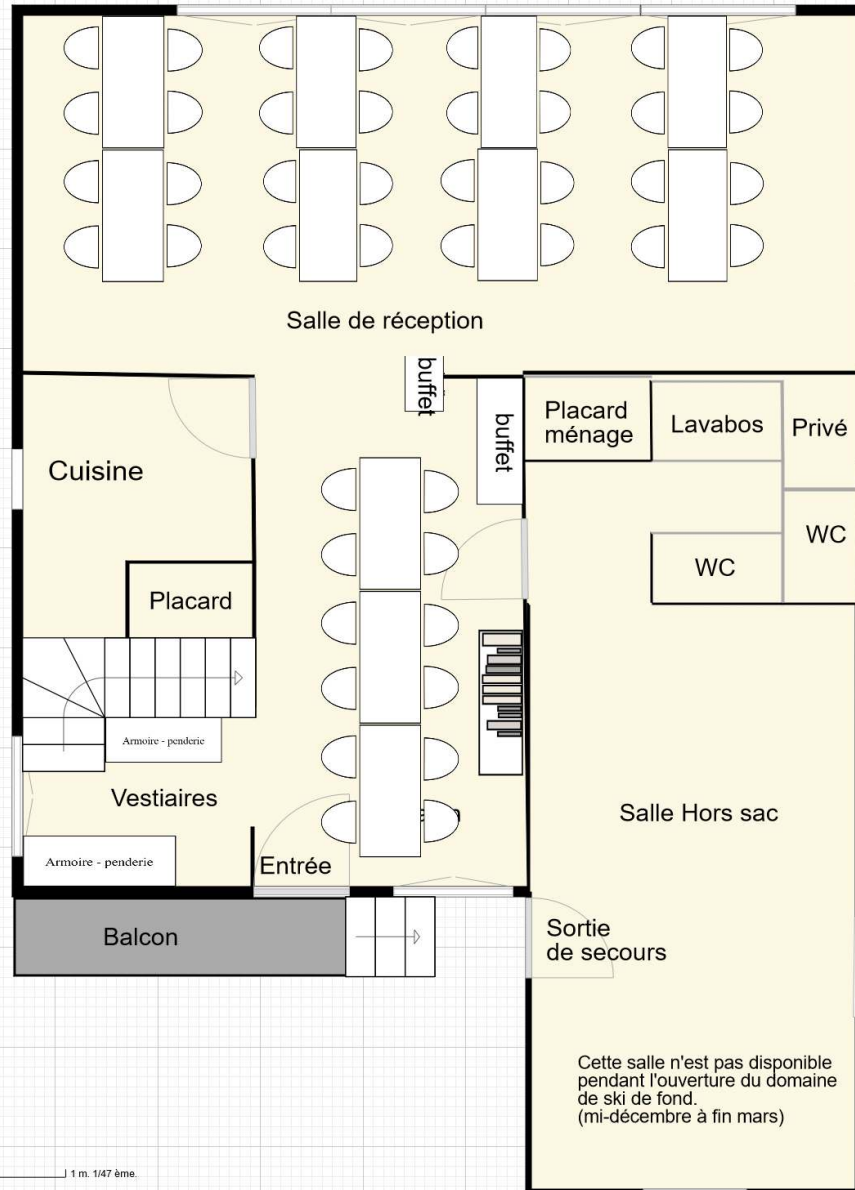 Salle de réception
buffet
buffet
Placard
ménage
Lavabos
Privé
Cuisine
WC
WC
Placard
Armoire - penderie
Vestiaires
Salle Hors sac
Armoire - penderie
Entrée
Balcon
Sortie
de secours
Cette salle n'est pas disponible
pendant l'ouverture du domaine
de ski de fond.
(mi-décembre à fin mars)
1 m. 1/47 ème.